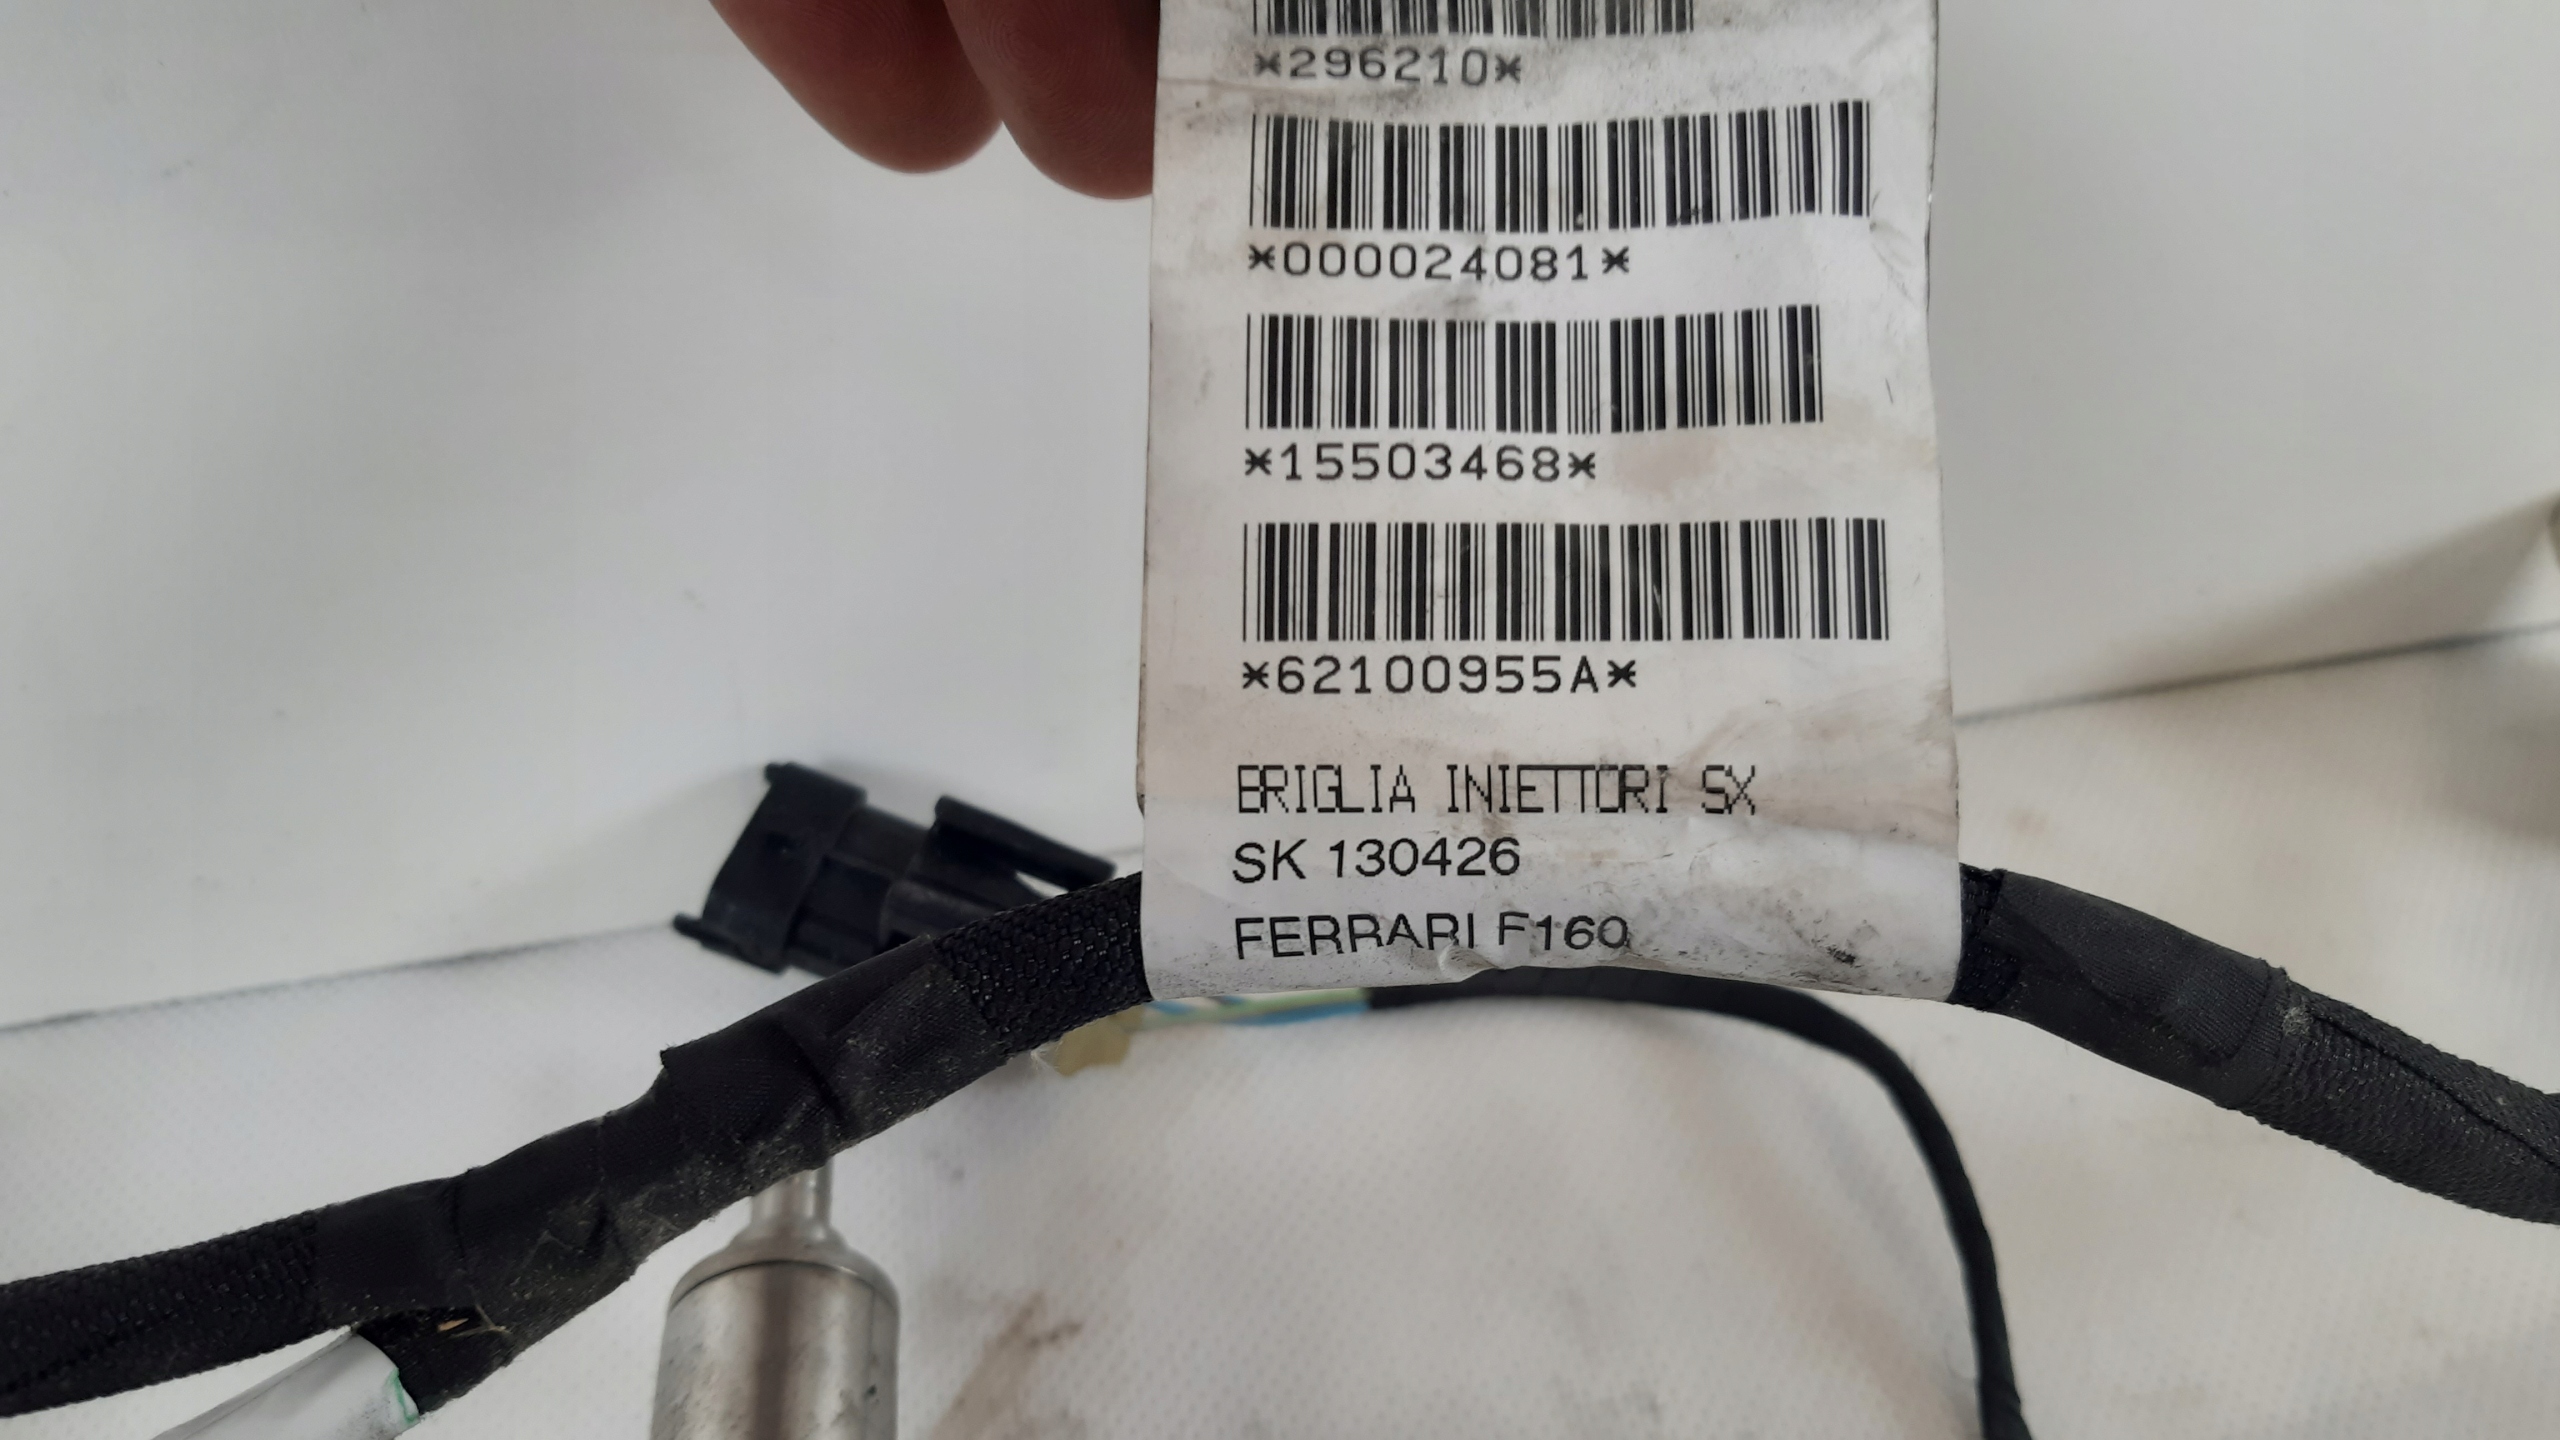 *296210*
*000024081*
*15503468*
*62100955A*
BRIGLIA INIETTORI SX
SK 130426
FERRARI F160